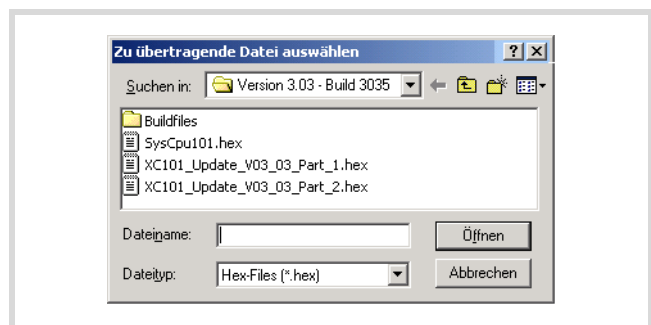 Zu übertragende Datei auswählen
Suchen in: Version 3.03 - Build 3035
Buildfiles
SysCpu101.hex
XC101_Update_V03_03_Part_1.hex
XC101_Update_V03_03_Part_2.hex
Dateiname: Öffnen
Dateityp: Hex-Files (*.hex) Abbrechen